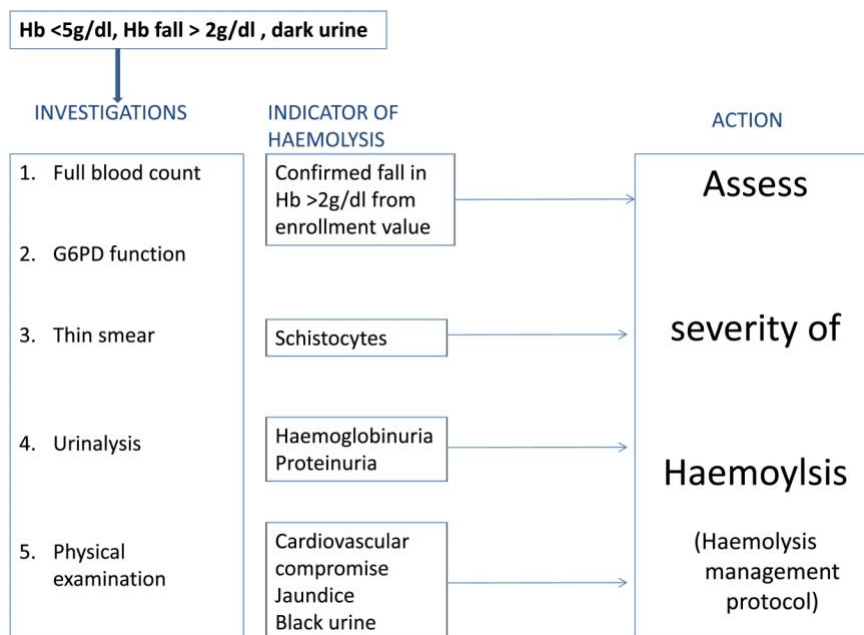 Hb <5g/dl, Hb fall > 2g/dl , dark urine
INVESTIGATIONS
INDICATOR OF
HAEMOLYSIS
ACTION
1. Full blood count
2. G6PD function
3. Thin smear
4. Urinalysis
5. Physical
examination
Confirmed fall in
Hb >2g/dl from
enrollment value
Schistocytes
Haemoglobinuria
Proteinuria
Cardiovascular
compromise
Jaundice
Black urine
Assess
severity of
Haemoylsis
(Haemolysis
management
protocol)